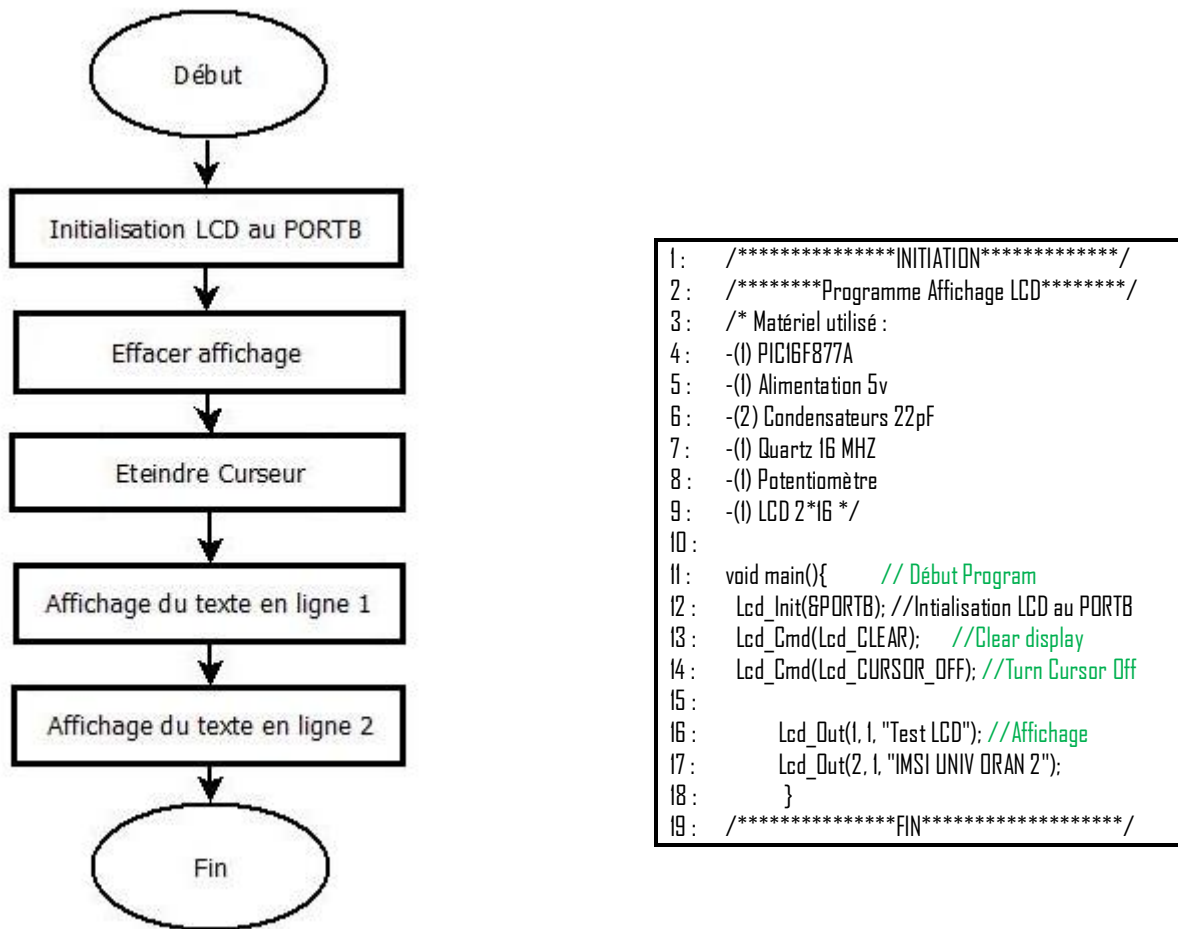 Début
Initialisation LCD au PORTB
Effacer affichage
Eteindre Curseur
Affichage du texte en ligne 1
Affichage du texte en ligne 2
Fin
1 : /***************INITIATION*************/
2 : /********Programme Affichage LCD********/
3 : /* Matériel utilisé :
4 : -(1) PIC16F877A
5 : -(1) Alimentation 5v
6 : -(2) Condensateurs 22pF
7 : -(1) Quartz 16 MHZ
8 : -(1) Potentiomètre
9 : -(1) LCD 2*16 */
10 :
11 : void main(){ // Début Program
12 : Lcd_Init(&PORTB); //Intialisation LCD au PORTB
13 : Lcd_Cmd(Lcd_CLEAR); //Clear display
14 : Lcd_Cmd(Lcd_CURSOR_OFF); //Turn Cursor Off
15 :
16 : Lcd_Out(1, 1, "Test LCD"); //Affichage
17 : Lcd_Out(2, 1, "IMSI UNIV ORAN 2");
18 : }
19 : /***************FIN*******************/